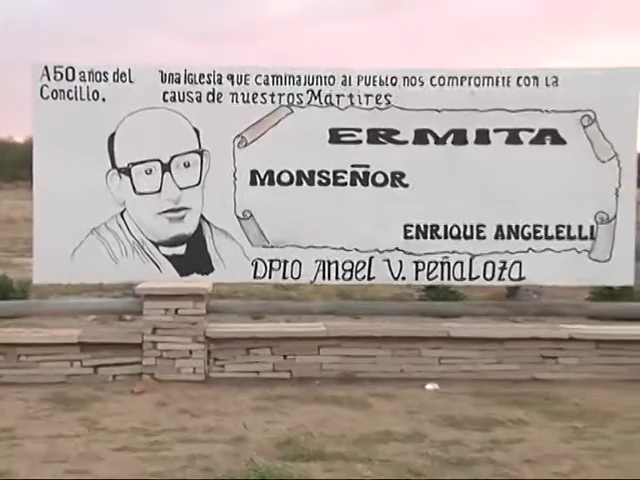 A 50 años del
Concilio.
una iglesia que camina junto al pueblo nos compromete con la
causa de nuestros Mártires
ERMITA
MONSEÑOR
ENRIQUE ANGELELLI
DPTO ANGEL V. PEÑALOZA